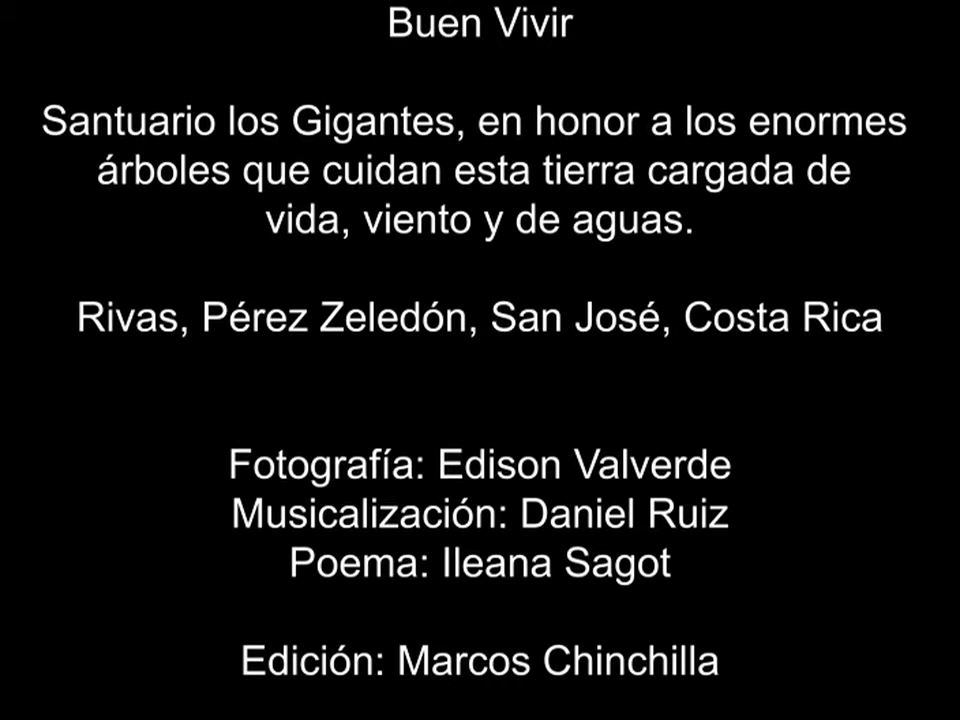 Buen Vivir
Santuario los Gigantes, en honor a los enormes
árboles que cuidan esta tierra cargada de
vida, viento y de aguas.
Rivas, Pérez Zeledón, San José, Costa Rica
Fotografía: Edison Valverde
Musicalización: Daniel Ruiz
Poema: Ileana Sagot
Edición: Marcos Chinchilla